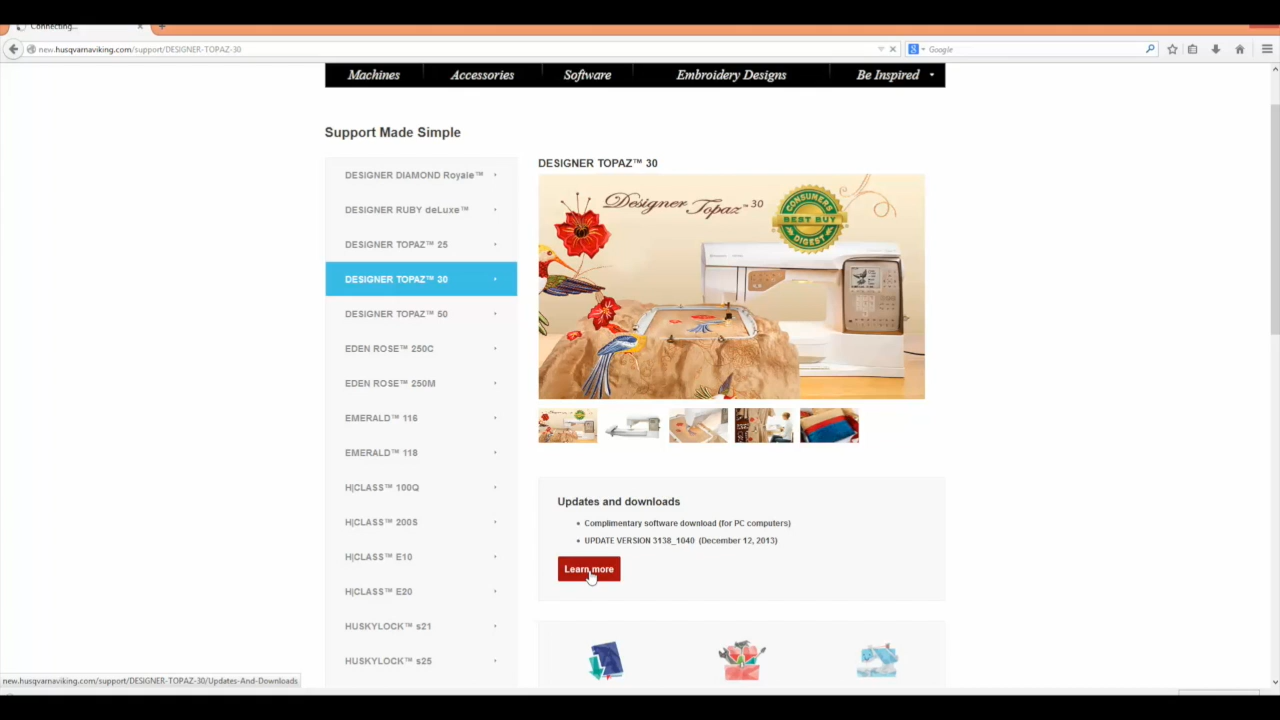 Connecting...
new.husqvarnaviking.com/support/DESIGNER-TOPAZ-30
Google
Machines
Accessories
Software
Embroidery Designs
Be Inspired
Support Made Simple
DESIGNER DIAMOND Royale™
DESIGNER RUBY deLuxe™
DESIGNER TOPAZ™ 25
DESIGNER TOPAZ™ 30
DESIGNER TOPAZ™ 50
EDEN ROSE™ 250C
EDEN ROSE™ 250M
EMERALD™ 116
EMERALD™ 118
H|CLASS™ 100Q
H|CLASS™ 200S
H|CLASS™ E10
H|CLASS™ E20
HUSKYLOCK™ s21
HUSKYLOCK™ s25
DESIGNER TOPAZ™ 30
Designer Topaz™ 30
CONSUMERS
BEST BUY
DIGEST
Updates and downloads
• Complimentary software download (for PC computers)
• UPDATE VERSION 3138_1040 (December 12, 2013)
Learn more
new.husqvarnaviking.com/support/DESIGNER-TOPAZ-30/Updates-And-Downloads